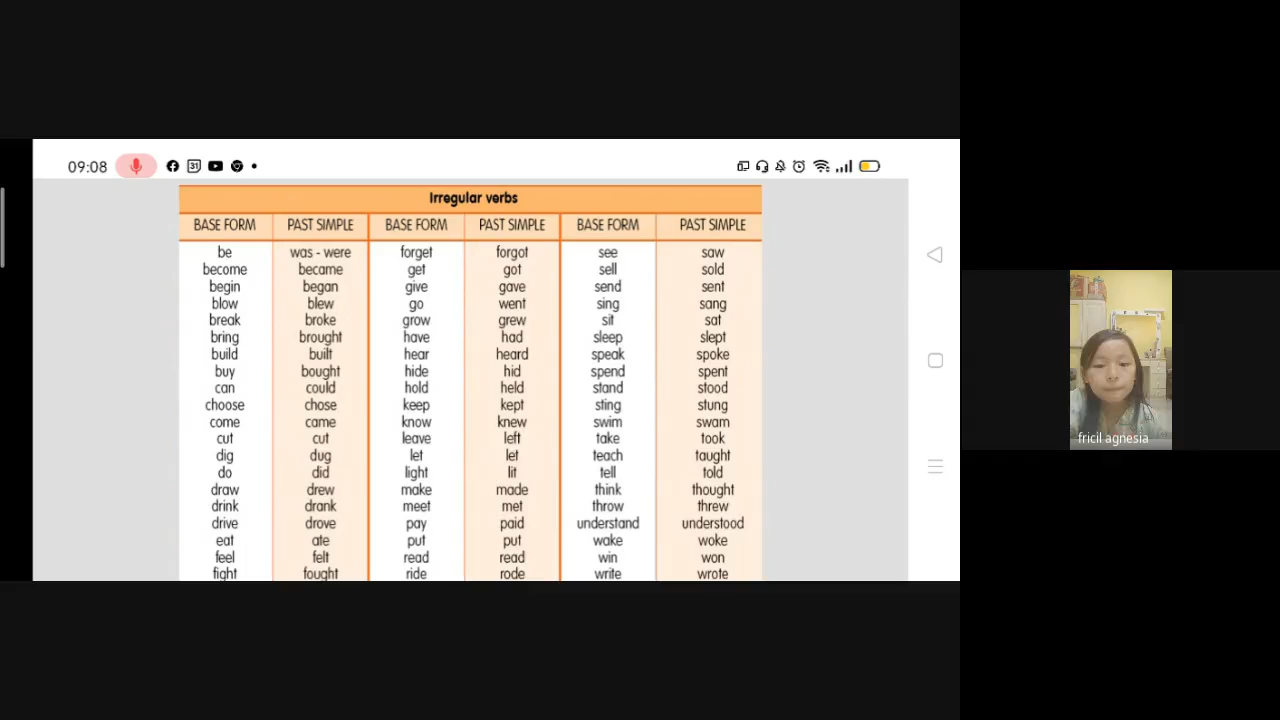 09:08
31
Irregular verbs
BASE FORM PAST SIMPLE BASE FORM PAST SIMPLE BASE FORM PAST SIMPLE
be was - were forget forgot see saw
become became get got sell sold
begin began give gave send sent
blow blew go went sing sang
break broke grow grew sit sat
bring brought have had sleep slept
build built hear heard speak spoke
buy bought hide hid spend spent
can could hold held stand stood
choose chose keep kept sting stung
come came know knew swim swam
cut cut leave left take took
dig dug let let teach taught
do did light lit tell told
draw drew make made think thought
drink drank meet met throw threw
drive drove pay paid understand understood
eat ate put put wake woke
feel felt read read win won
fight fought ride rode write wrote
fricil agnesia